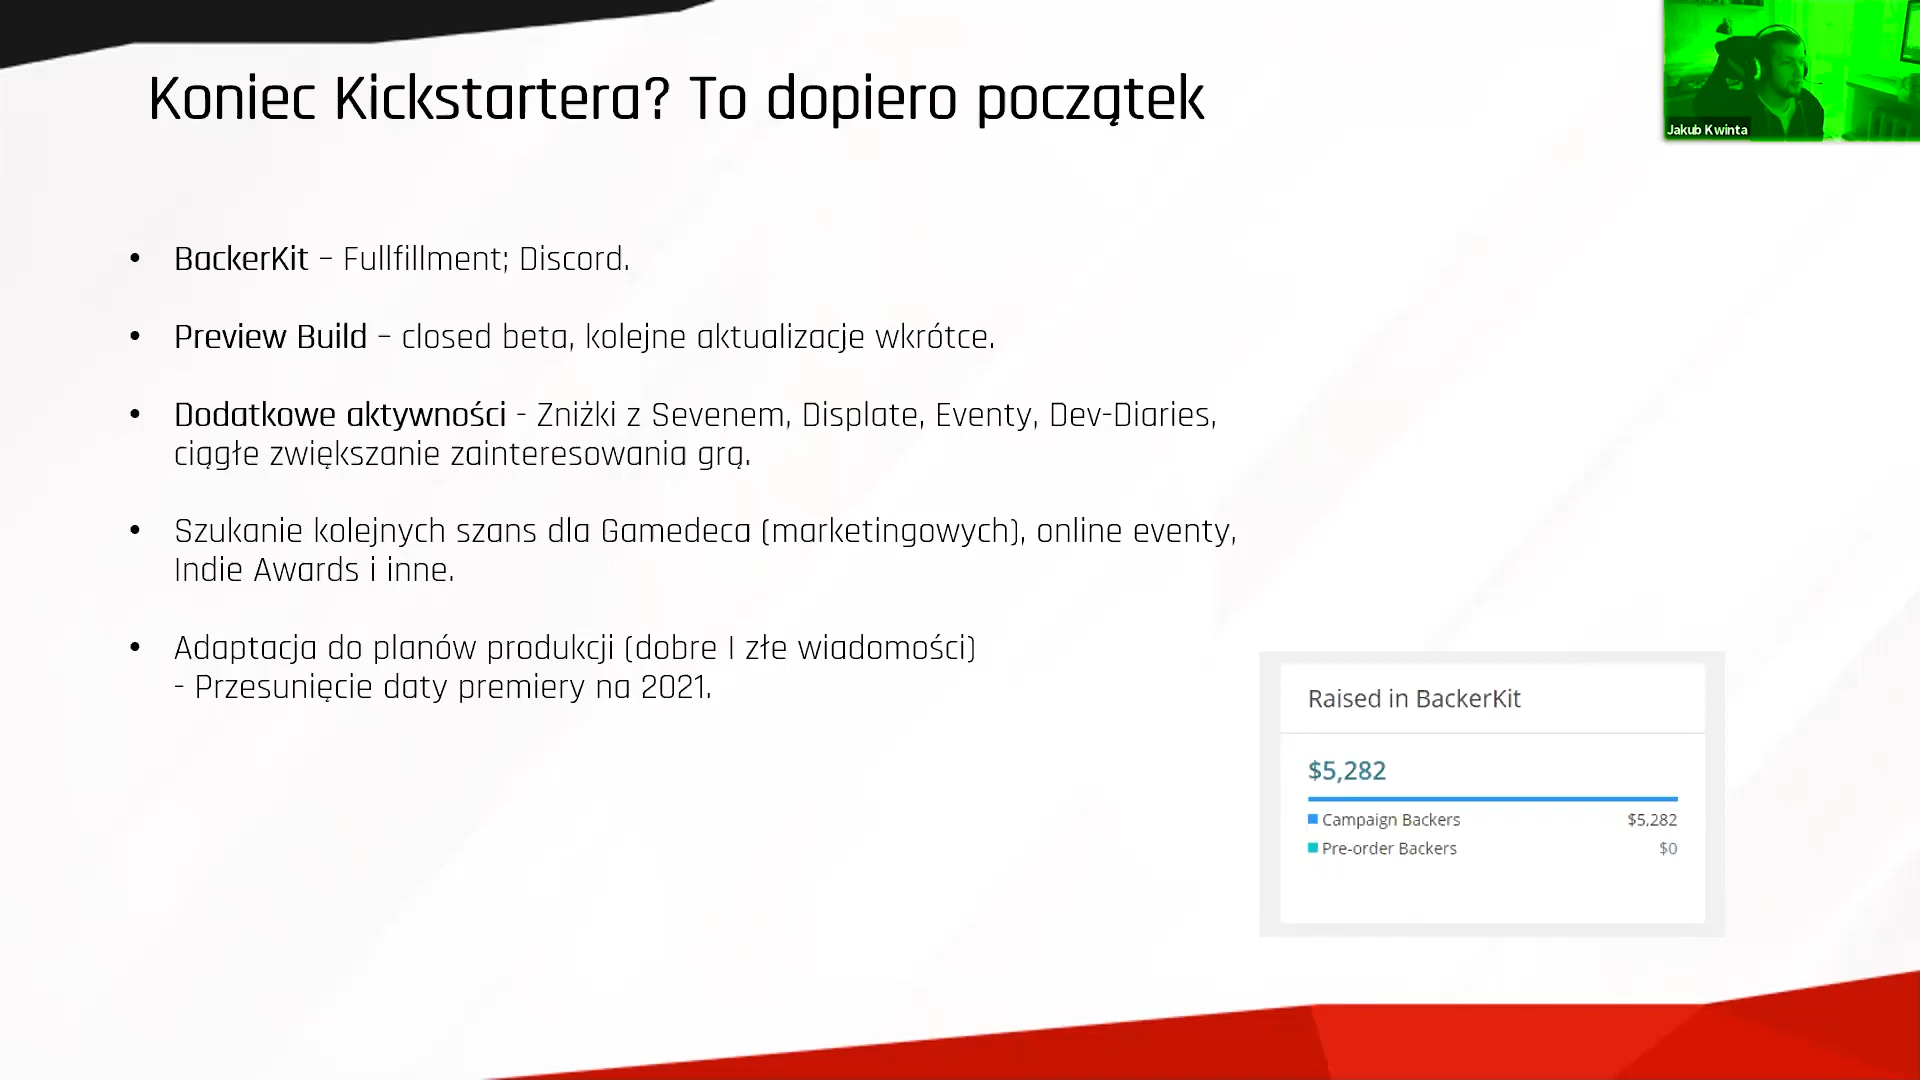 Koniec Kickstartera? To dopiero początek
Jakub Kwinta
• BackerKit – Fullfillment; Discord.
• Preview Build – closed beta, kolejne aktualizacje wkrótce.
• Dodatkowe aktywności - Zniżki z Sevenem, Displate, Eventy, Dev-Diaries,
ciągłe zwiększanie zainteresowania grą.
• Szukanie kolejnych szans dla Gamedeca (marketingowych), online eventy,
Indie Awards i inne.
• Adaptacja do planów produkcji (dobre I złe wiadomości)
- Przesunięcie daty premiery na 2021.
Raised in BackerKit
$5,282
Campaign Backers $5,282
Pre-order Backers $0